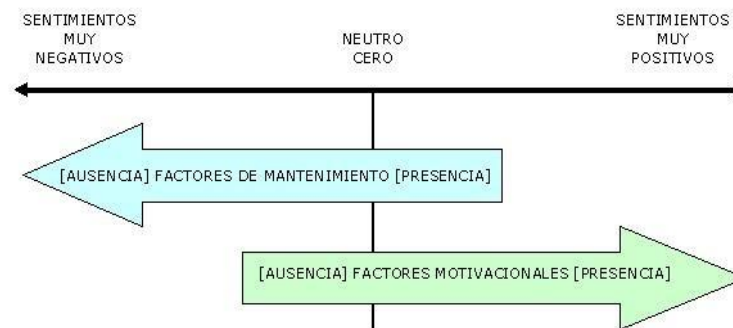 SENTIMIENTOS
MUY
NEGATIVOS
NEUTRO
CERO
SENTIMIENTOS
MUY
POSITIVOS
[AUSENCIA] FACTORES DE MANTENIMIENTO [PRESENCIA]
[AUSENCIA] FACTORES MOTIVACIONALES [PRESENCIA]